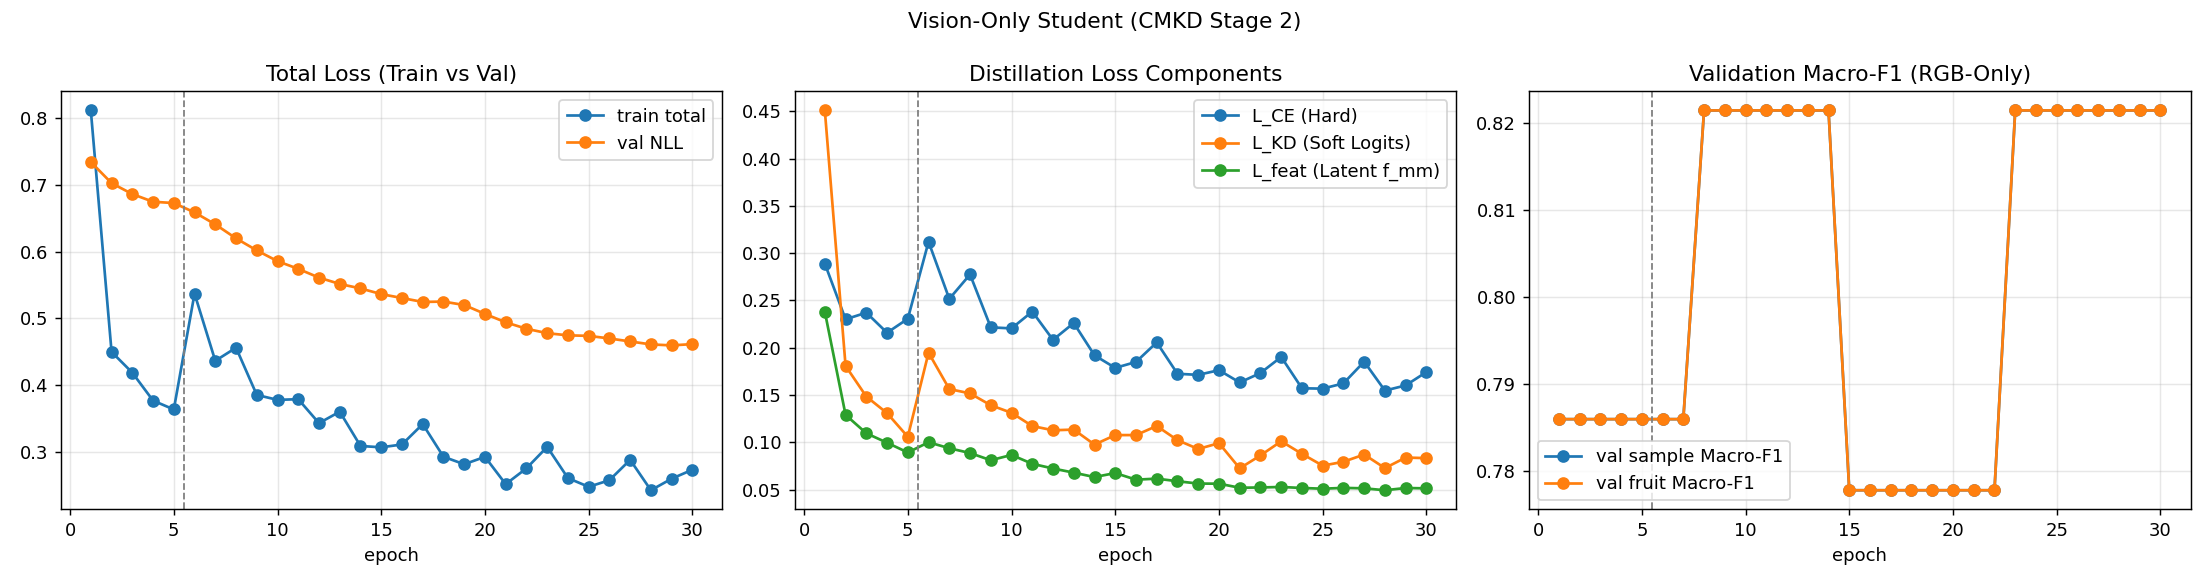 Vision-Only Student (CMKD Stage 2)
Total Loss (Train vs Val)
train total
val NLL
0.8
0.7
0.6
0.5
0.4
0.3
0 5 10 15 20 25 30
epoch
Distillation Loss Components
L_CE (Hard)
L_KD (Soft Logits)
L_feat (Latent f_mm)
0.45
0.40
0.35
0.30
0.25
0.20
0.15
0.10
0.05
0 5 10 15 20 25 30
epoch
Validation Macro-F1 (RGB-Only)
0.82
0.81
0.80
0.79
0.78
val sample Macro-F1
val fruit Macro-F1
0 5 10 15 20 25 30
epoch